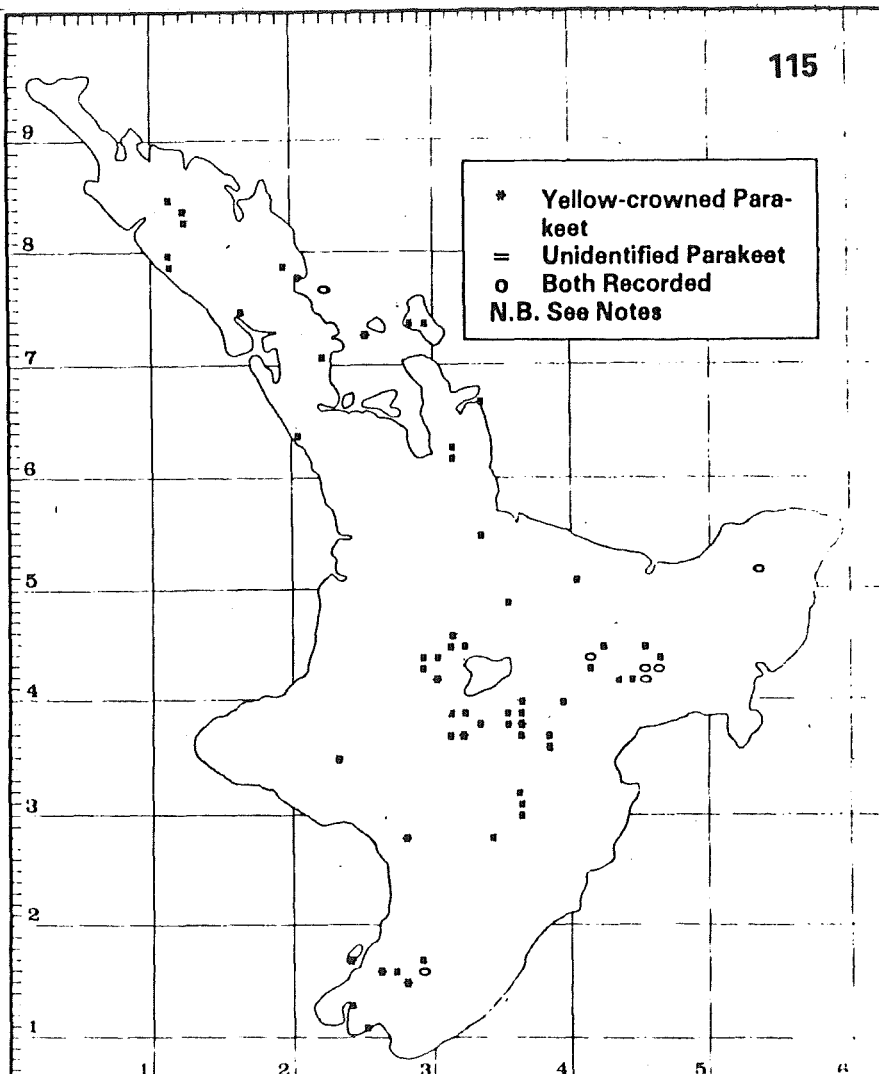 115
9
* Yellow-crowned Para-
keet
= Unidentified Parakeet
o Both Recorded
N.B. See Notes
8
7
6
5
4
3
2
1
1 2 3 4 5 6